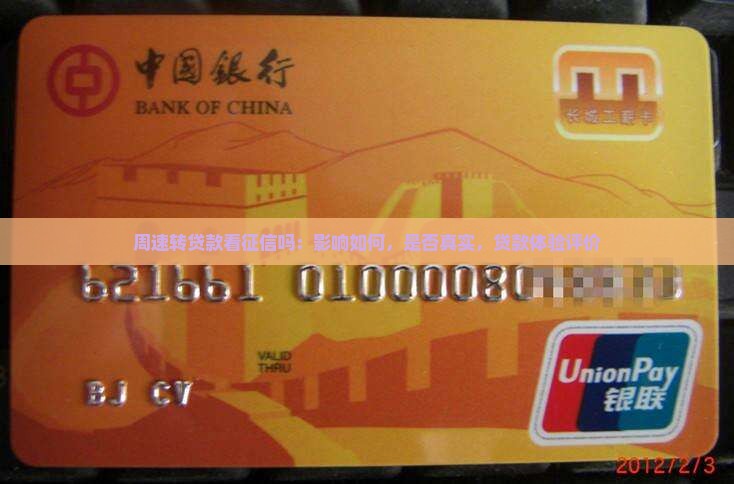 中国銀行
BANK OF CHINA
长城工薪卡
周速转贷款看征信吗：影响如何，是否真实，贷款体验评价
621661 01000080
VALID
THRU
BJ CV
UnionPay
银联
2012/2/3